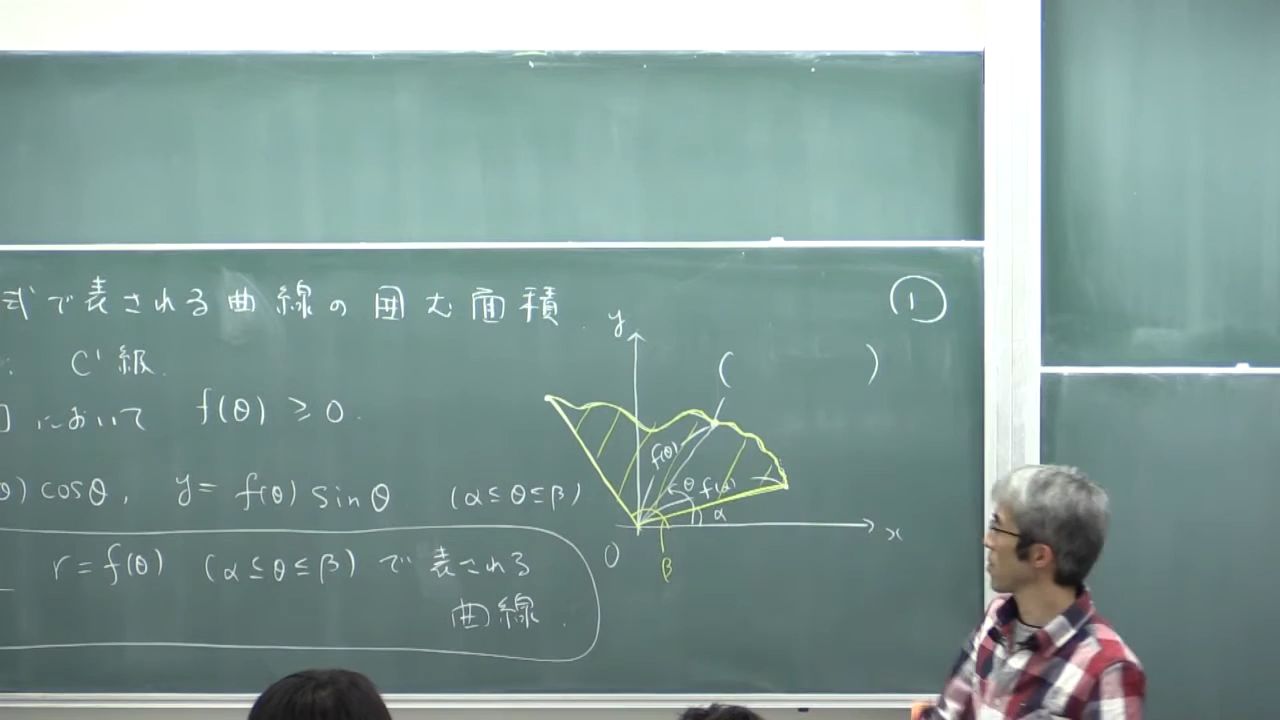 式で表される曲線の囲む面積.
: C¹級.
] において f(θ) ≥ 0.
θ) cosθ, y = f(θ) sinθ (α ≤ θ ≤ β)
r = f(θ) (α ≤ θ ≤ β) で表される
曲線.
①
y
( )
f(θ)
θ f(α)
α
x
O
β